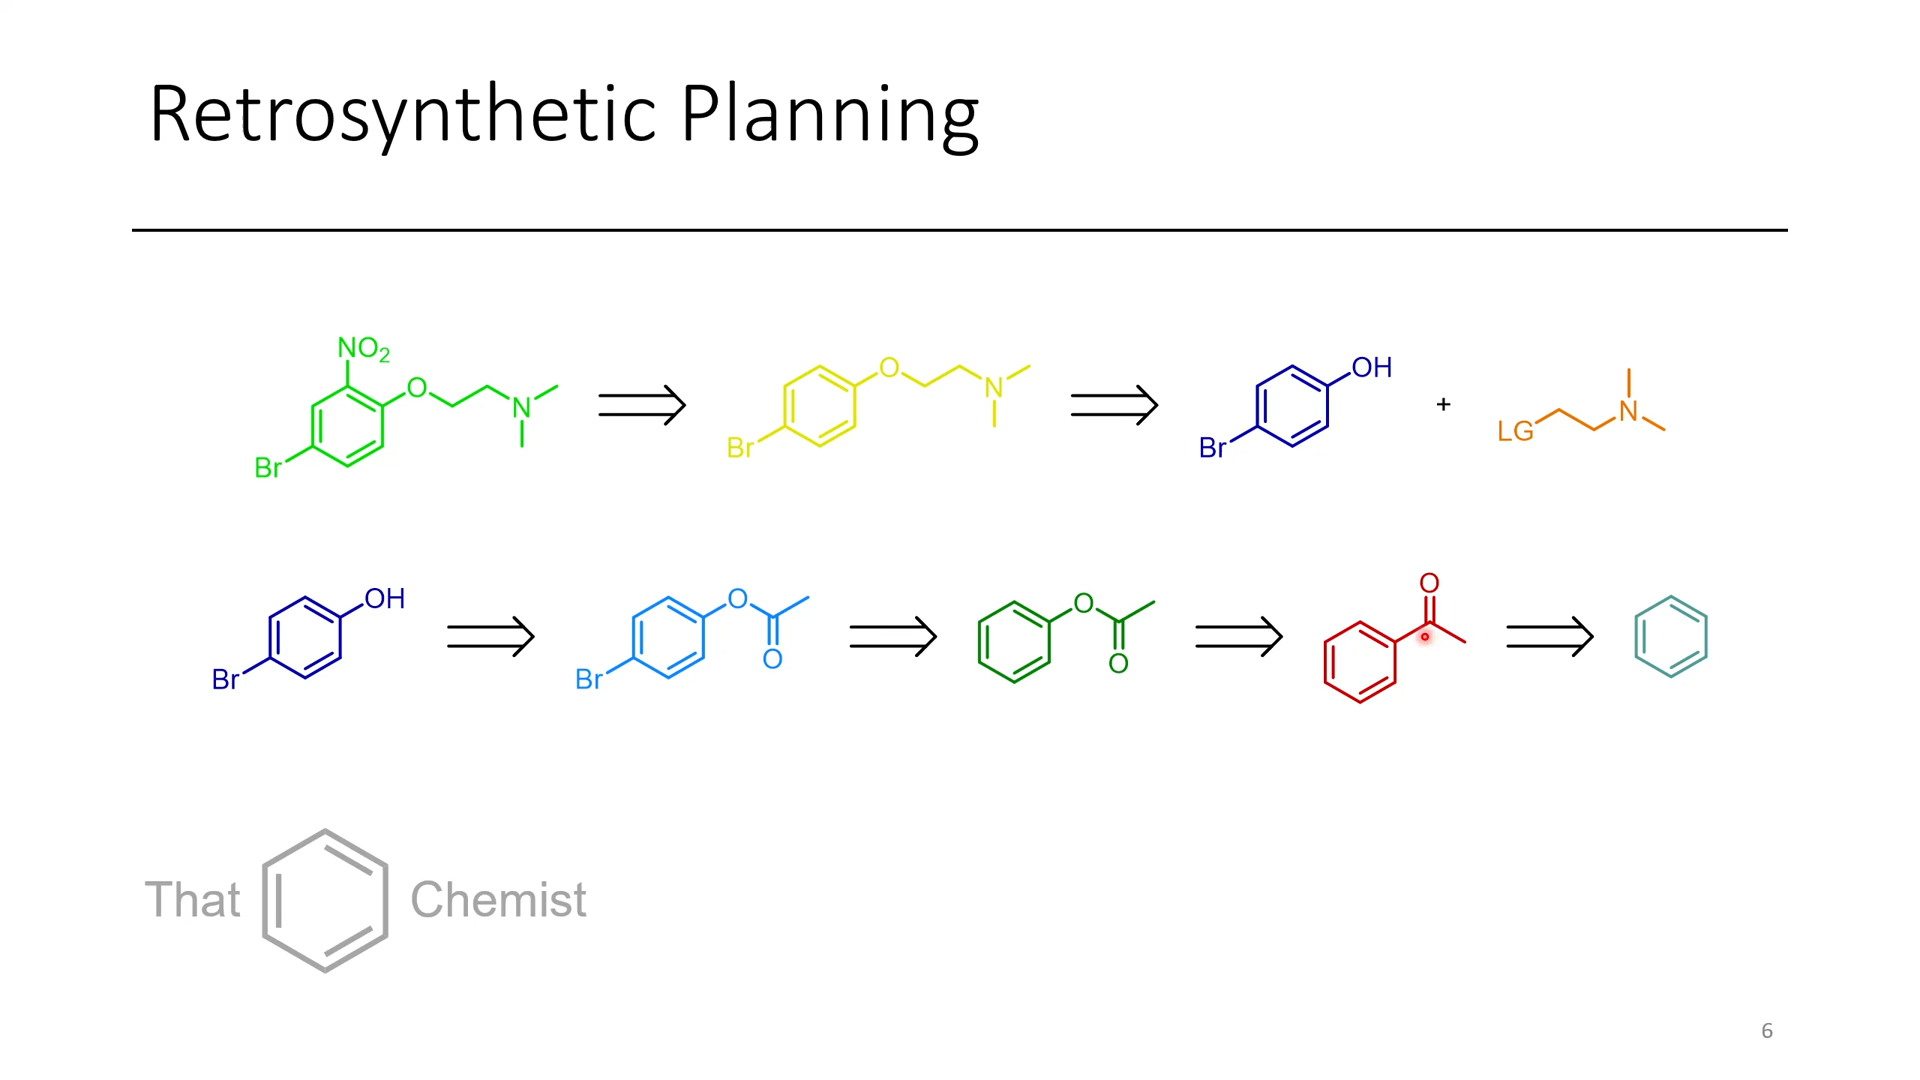 Retrosynthetic Planning
NO2
O
N
Br
O
N
Br
OH
Br
+
LG
N
OH
Br
O
O
Br
O
O
O
That Chemist
6